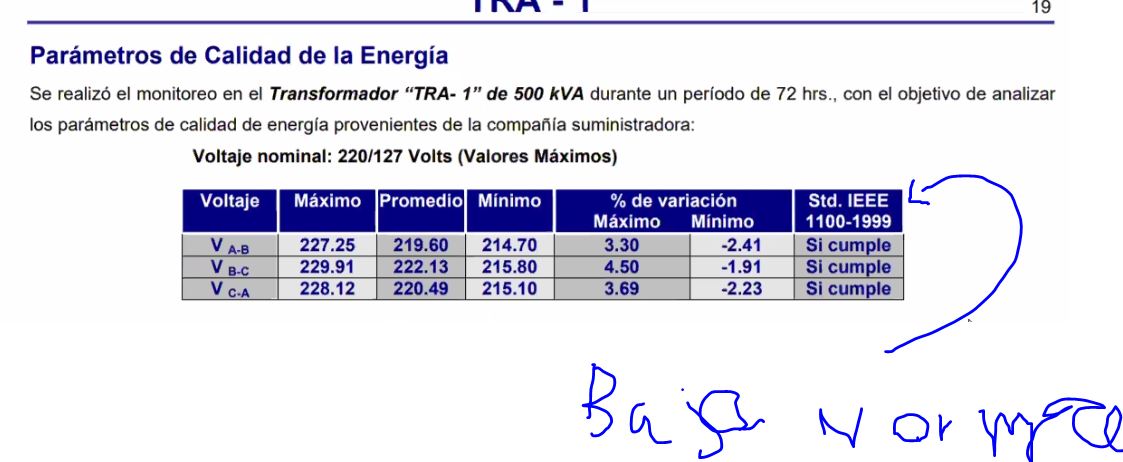 TRA - 1
19
Parámetros de Calidad de la Energía
Se realizó el monitoreo en el Transformador “TRA- 1” de 500 kVA durante un período de 72 hrs., con el objetivo de analizar
los parámetros de calidad de energía provenientes de la compañía suministradora:
Voltaje nominal: 220/127 Volts (Valores Máximos)
Voltaje Máximo Promedio Mínimo % de variación Std. IEEE
Máximo Mínimo 1100-1999
V A-B 227.25 219.60 214.70 3.30 -2.41 Si cumple
V B-C 229.91 222.13 215.80 4.50 -1.91 Si cumple
V C-A 228.12 220.49 215.10 3.69 -2.23 Si cumple
Baja Norma